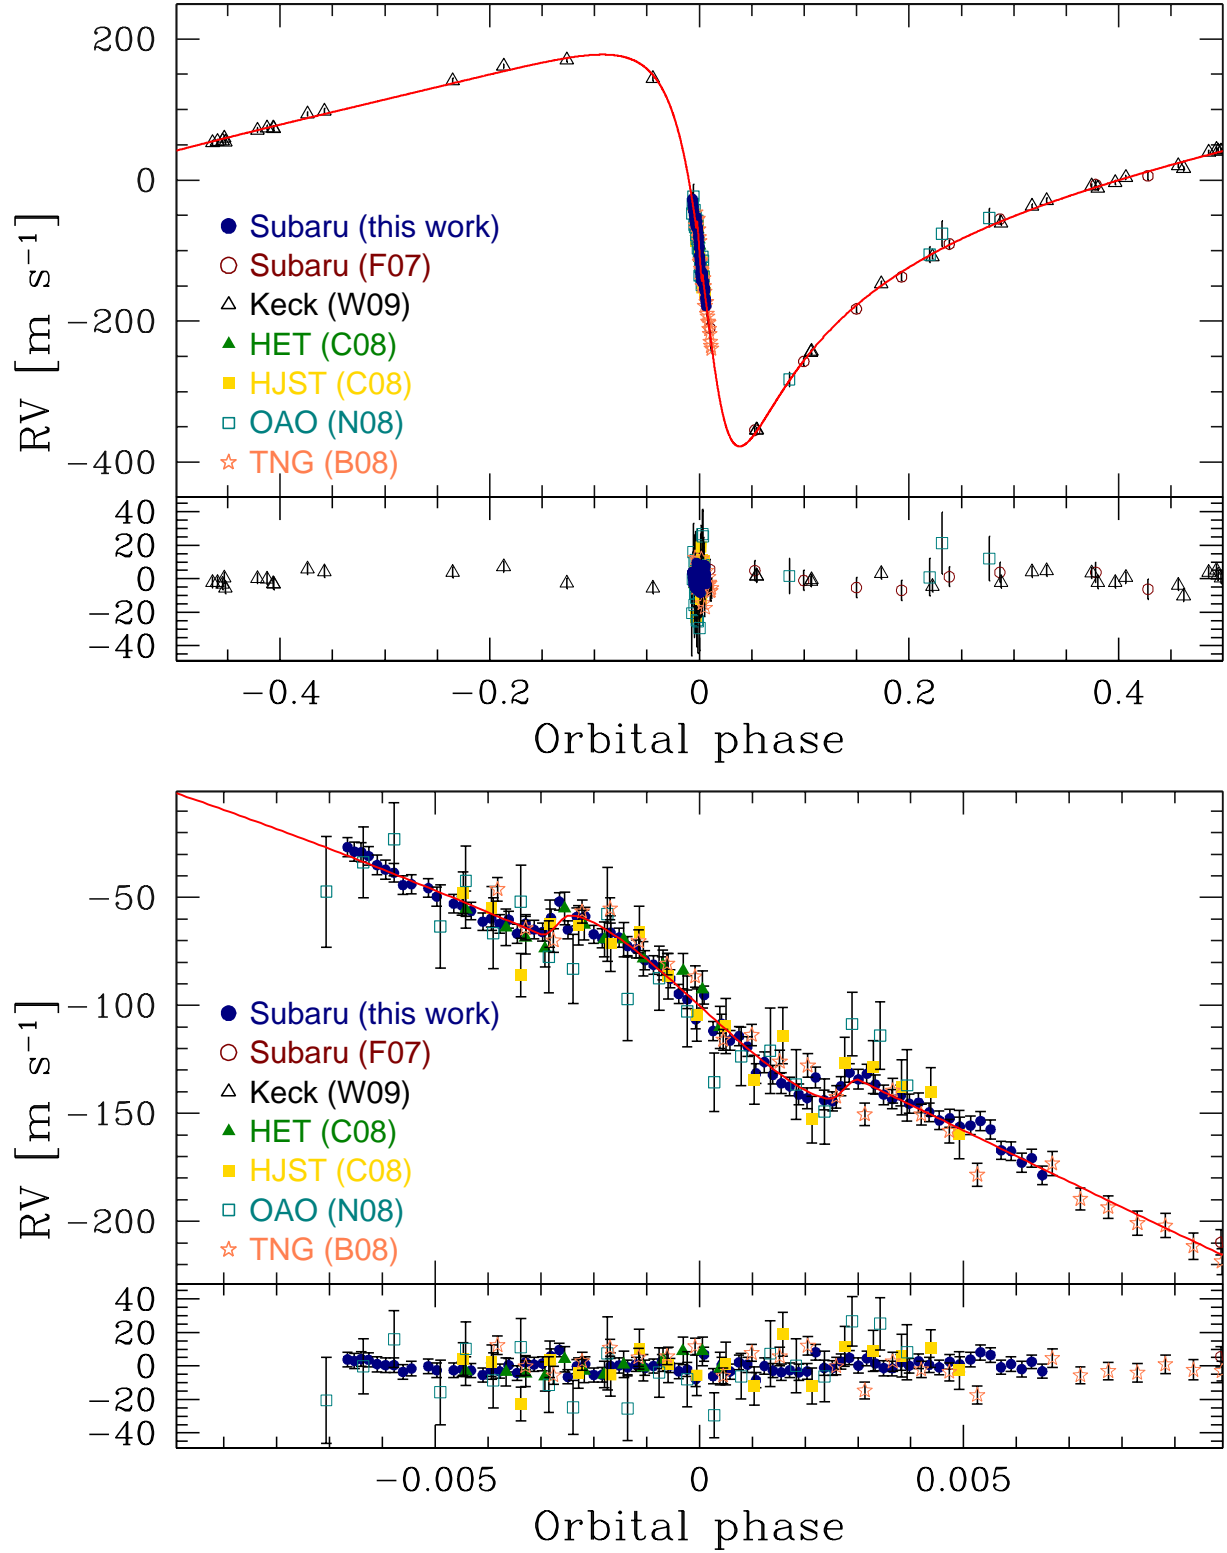 200
0
−200
−400
RV [m s⁻¹]
Subaru (this work)
Subaru (F07)
Keck (W09)
HET (C08)
HJST (C08)
OAO (N08)
TNG (B08)
40
20
0
−20
−40
−0.4 −0.2 0 0.2 0.4
Orbital phase
−50
−100
−150
−200
RV [m s⁻¹]
Subaru (this work)
Subaru (F07)
Keck (W09)
HET (C08)
HJST (C08)
OAO (N08)
TNG (B08)
40
20
0
−20
−40
−0.005 0 0.005
Orbital phase